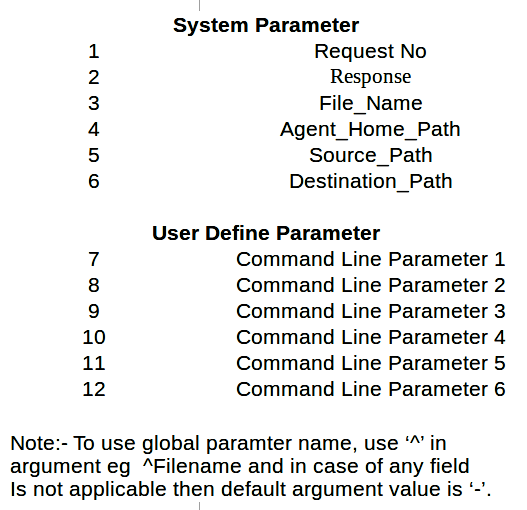 System Parameter
1 Request No
2 Response
3 File_Name
4 Agent_Home_Path
5 Source_Path
6 Destination_Path
User Define Parameter
7 Command Line Parameter 1
8 Command Line Parameter 2
9 Command Line Parameter 3
10 Command Line Parameter 4
11 Command Line Parameter 5
12 Command Line Parameter 6
Note:- To use global paramter name, use ‘^’ in
argument eg  ^Filename and in case of any field
Is not applicable then default argument value is ‘-’.